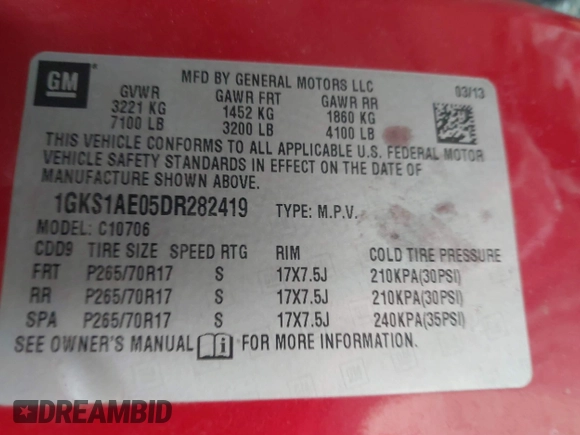 GM
MFD BY GENERAL MOTORS LLC
03/13
GVWR GAWR FRT GAWR RR
3221 KG 1452 KG 1860 KG
7100 LB 3200 LB 4100 LB
THIS VEHICLE CONFORMS TO ALL APPLICABLE U.S. FEDERAL MOTOR
VEHICLE SAFETY STANDARDS IN EFFECT ON THE DATE OF
MANUFACTURE SHOWN ABOVE.
1GKS1AE05DR282419 TYPE: M.P.V.
MODEL: C10706
CDD9 TIRE SIZE SPEED RTG RIM COLD TIRE PRESSURE
FRT P265/70R17 S 17X7.5J 210KPA(30PSI)
RR P265/70R17 S 17X7.5J 210KPA(30PSI)
SPA P265/70R17 S 17X7.5J 240KPA(35PSI)
SEE OWNER'S MANUAL FOR MORE INFORMATION.
DREAMBID